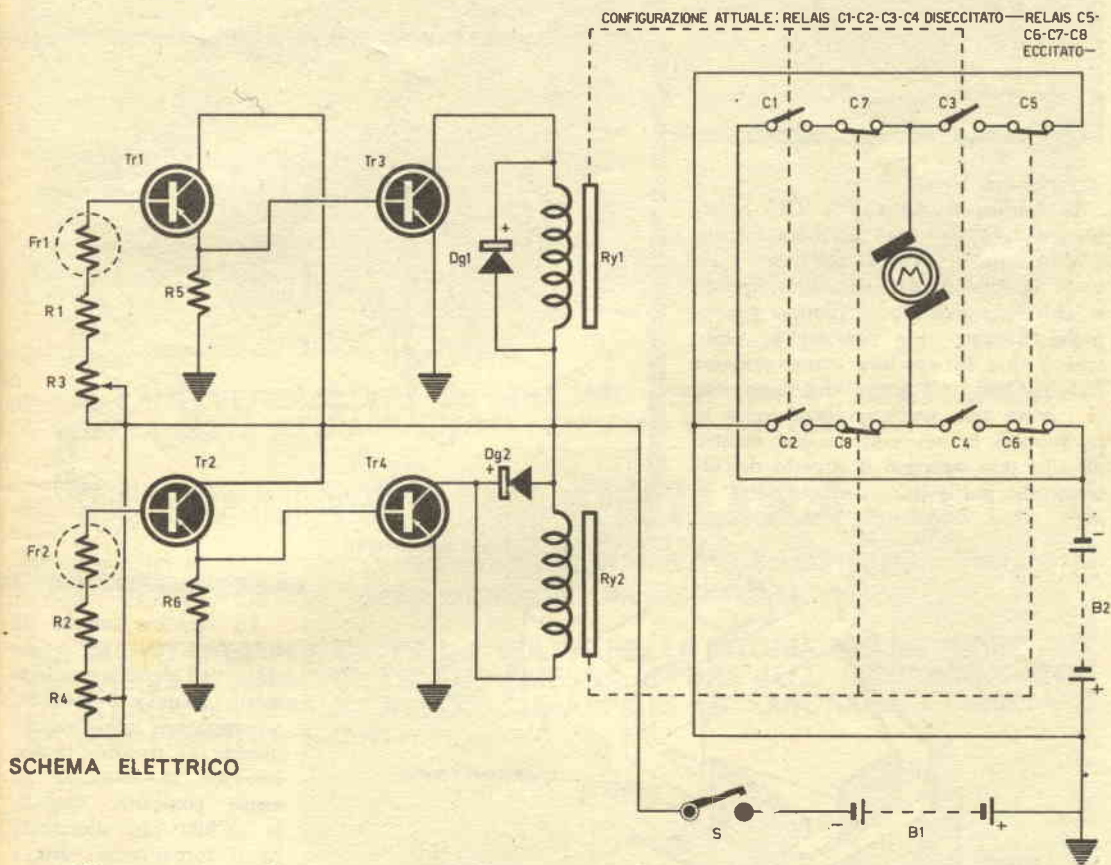 CONFIGURAZIONE ATTUALE: RELAIS C1-C2-C3-C4 DISECCITATO—RELAIS C5-
C6-C7-C8
ECCITATO—
C1
C7
C3
C5
Tr1
Tr3
Fr1
Dg1
Ry1
R5
R1
M
R3
C2
C8
C4
C6
Tr2
Tr4
Dg2
+
+
Fr2
Ry2
R6
-
B2
R2
+
R4
SCHEMA ELETTRICO
S
-
B1
+